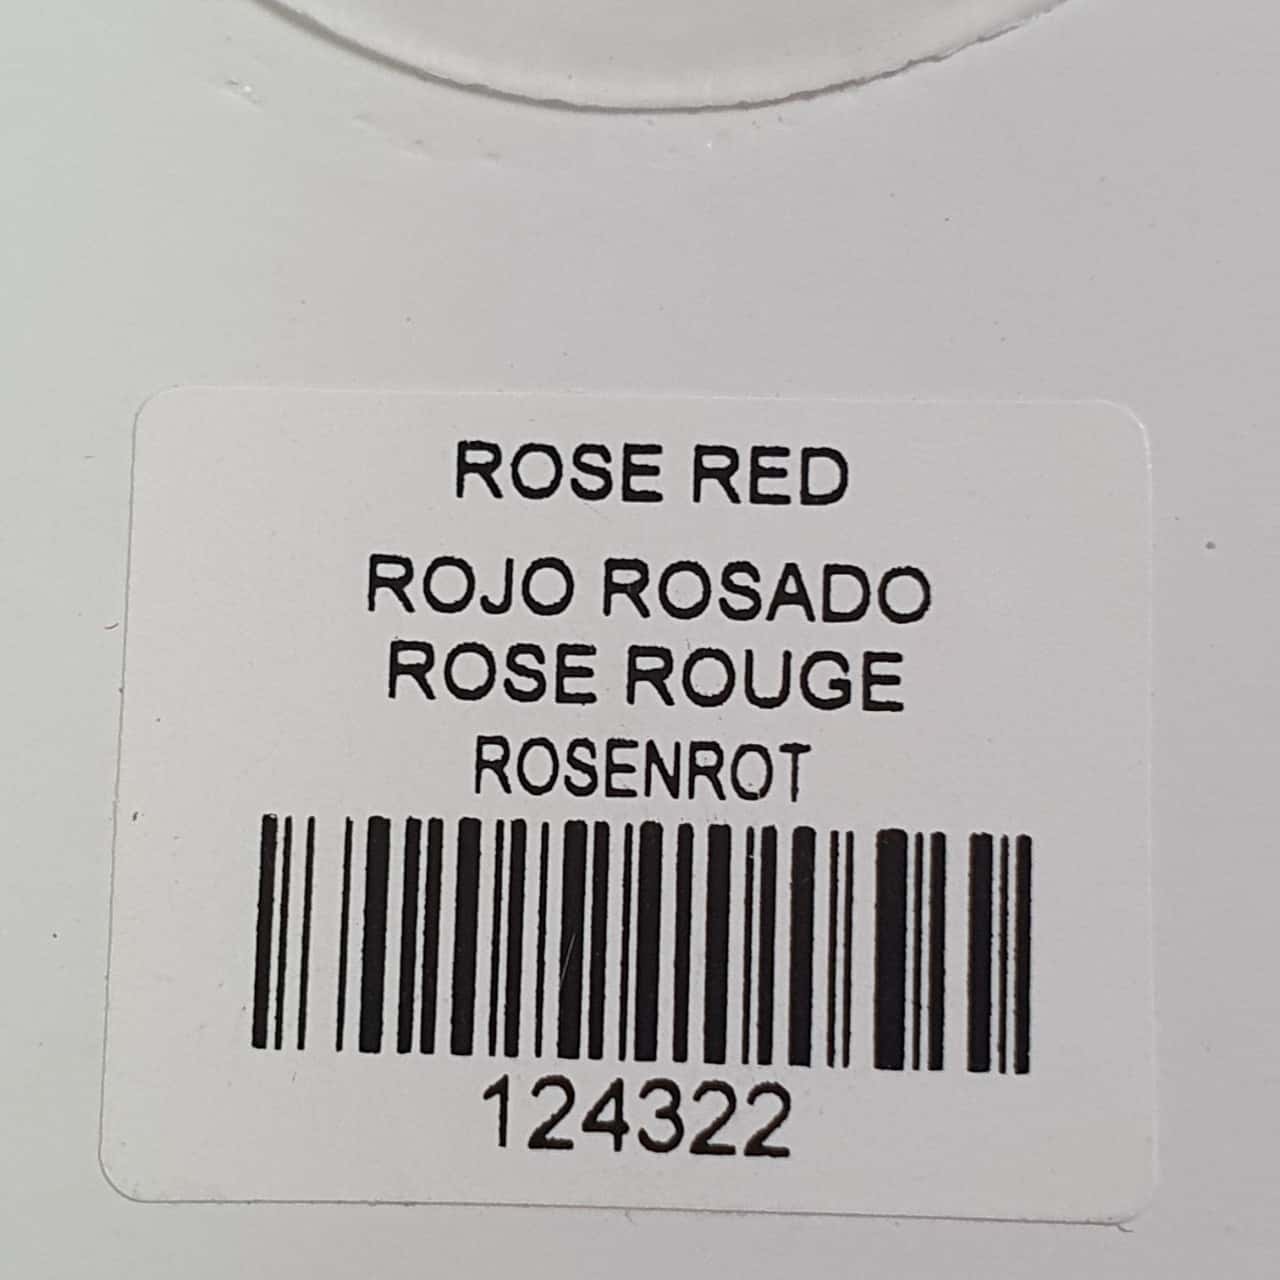 ROSE RED
ROJO ROSADO
ROSE ROUGE
ROSENROT
124322